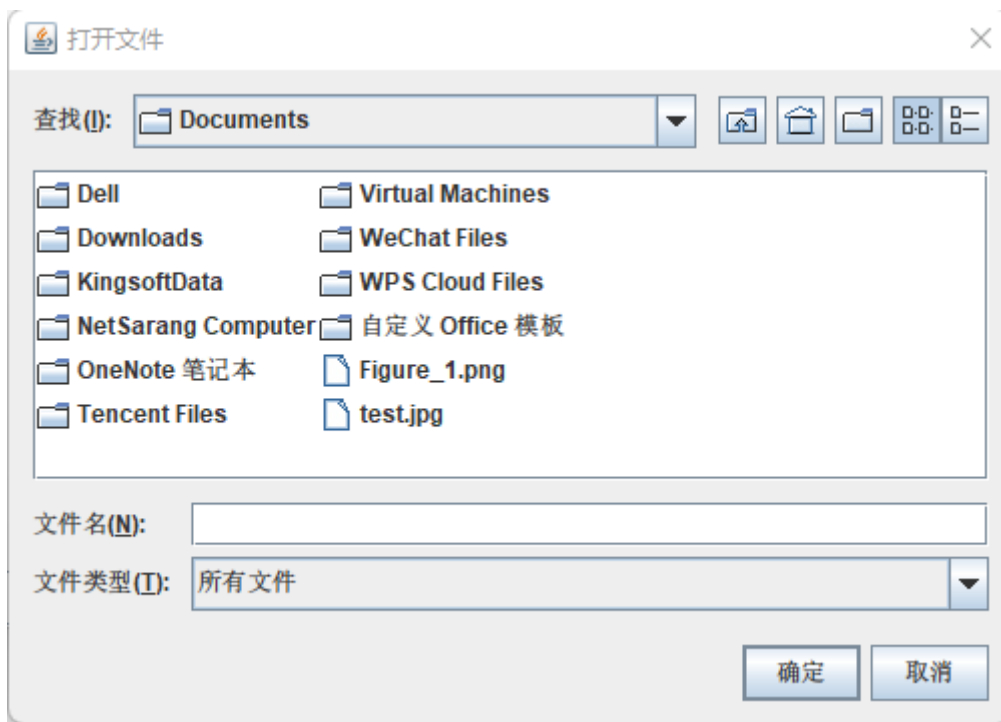 打开文件
查找(I): Documents
Dell
Downloads
KingsoftData
NetSarang Computer
OneNote 笔记本
Tencent Files
Virtual Machines
WeChat Files
WPS Cloud Files
自定义 Office 模板
Figure_1.png
test.jpg
文件名(N):
文件类型(T): 所有文件
确定 取消